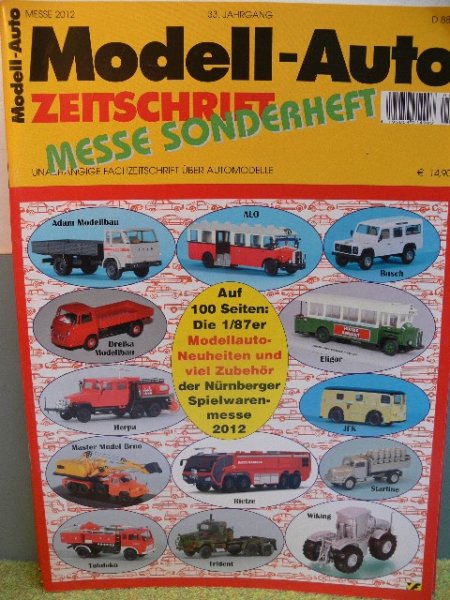 MESSE 2012
33. JAHRGANG
D 88
Modell-Auto
Modell-Auto
ZEITSCHRIFT
MESSE SONDERHEFT
UNABHÄNGIGE FACHZEITSCHRIFT ÜBER AUTOMODELLE
€ 14,90
Adam Modellbau
ALO
Busch
Dreika
Modellbau
Auf
100 Seiten:
Die 1/87er
Modellauto-
Neuheiten und
viel Zubehör
der Nürnberger
Spielwaren-
messe
2012
Eligor
Herpa
JFK
Master Model Brno
Rietze
Starline
Tututoko
Trident
Wiking